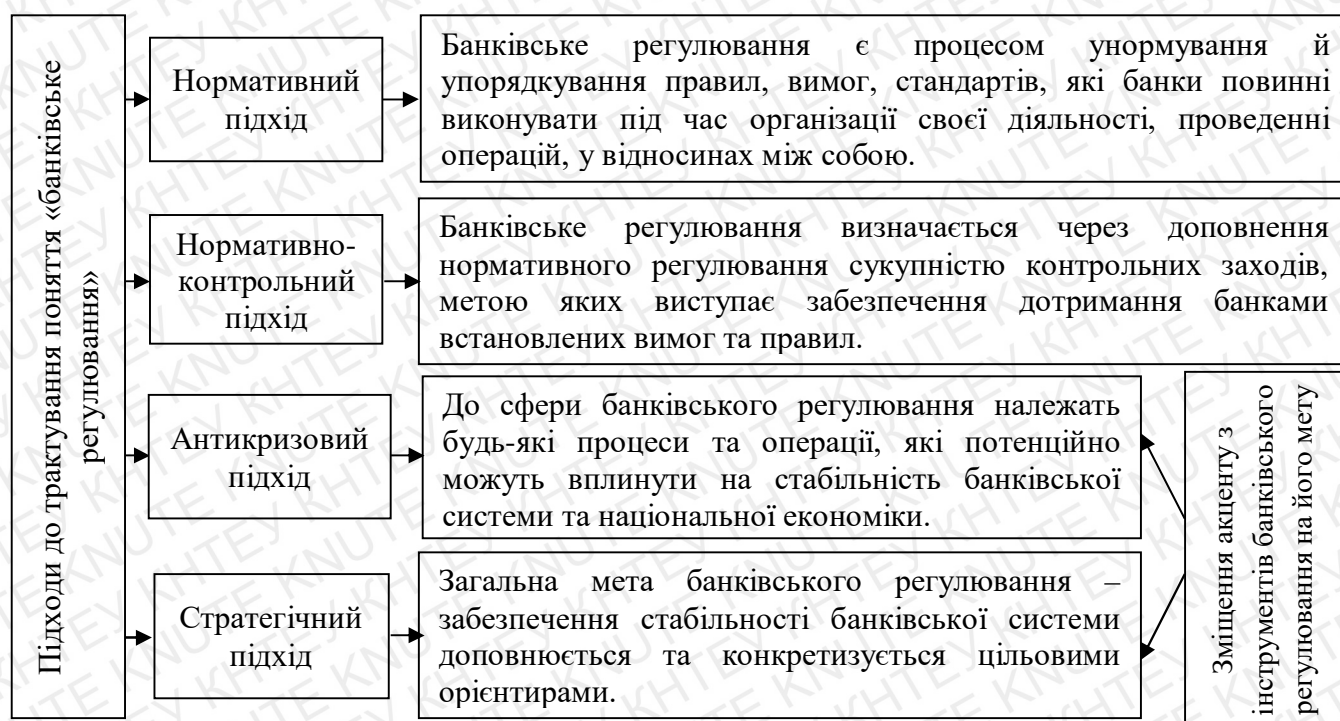 Підходи до трактування поняття «банківське
регулювання»
Нормативний
підхід
Банківське регулювання є процесом унормування й
упорядкування правил, вимог, стандартів, які банки повинні
виконувати під час організації своєї діяльності, проведенні
операцій, у відносинах між собою.
Нормативно-
контрольний
підхід
Банківське регулювання визначається через доповнення
нормативного регулювання сукупністю контрольних заходів,
метою яких виступає забезпечення дотримання банками
встановлених вимог та правил.
Антикризовий
підхід
До сфери банківського регулювання належать
будь-які процеси та операції, які потенційно
можуть вплинути на стабільність банківської
системи та національної економіки.
Стратегічний
підхід
Загальна мета банківського регулювання –
забезпечення стабільності банківської системи
доповнюється та конкретизується цільовими
орієнтирами.
Зміщення акценту з
інструментів банківського
регулювання на його мету